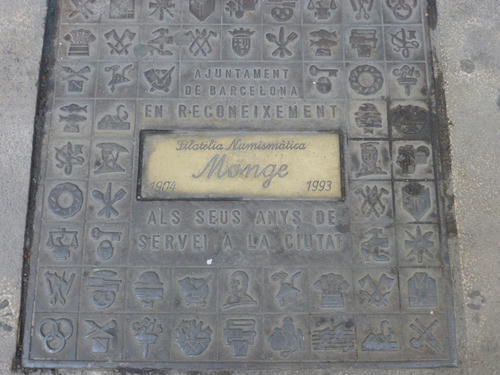 AJUNTAMENT
DE BARCELONA
EN RECONEIXEMENT
Filatelia Numismàtica
Monge
1904 1993
ALS SEUS ANYS DE
SERVEI A LA CIUTAT